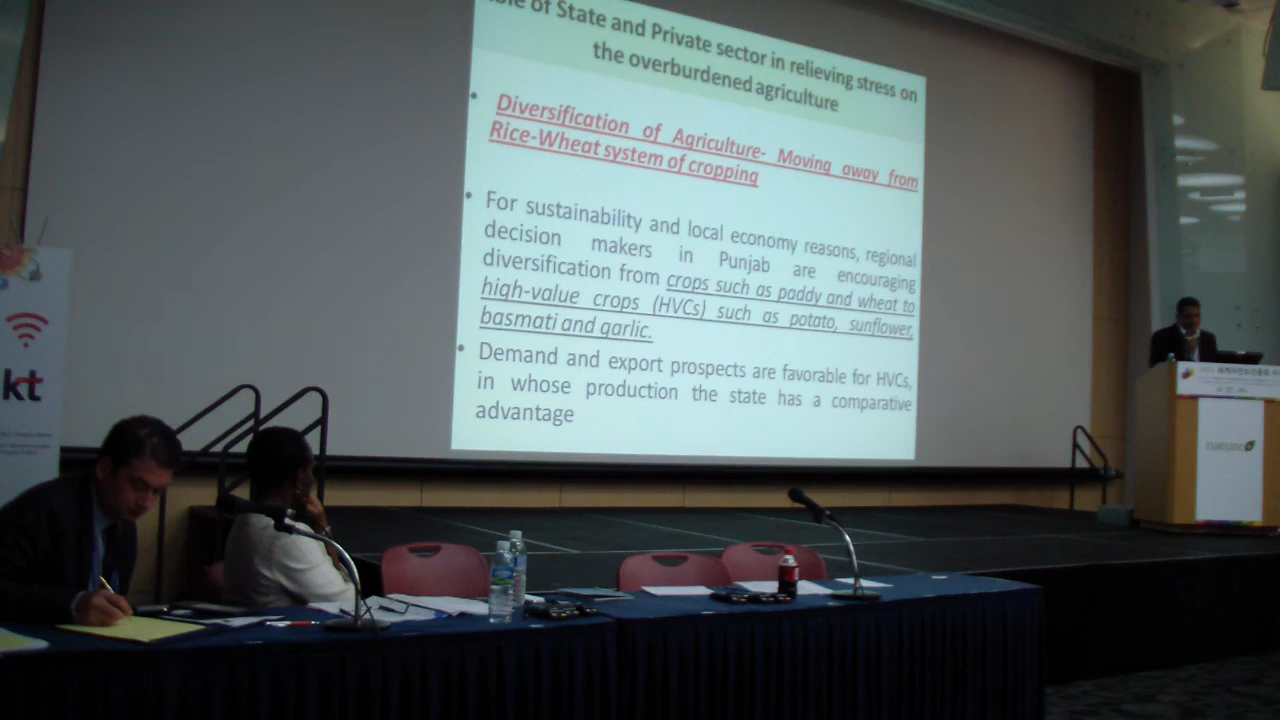 of State and Private sector in relieving stress on
the overburdened agriculture
• Diversification of Agriculture- Moving away from
Rice-Wheat system of cropping
• For sustainability and local economy reasons, regional
decision makers in Punjab are encouraging
diversification from crops such as paddy and wheat to
high-value crops (HVCs) such as potato, sunflower,
basmati and garlic.
• Demand and export prospects are favorable for HVCs,
in whose production the state has a comparative
advantage
kt